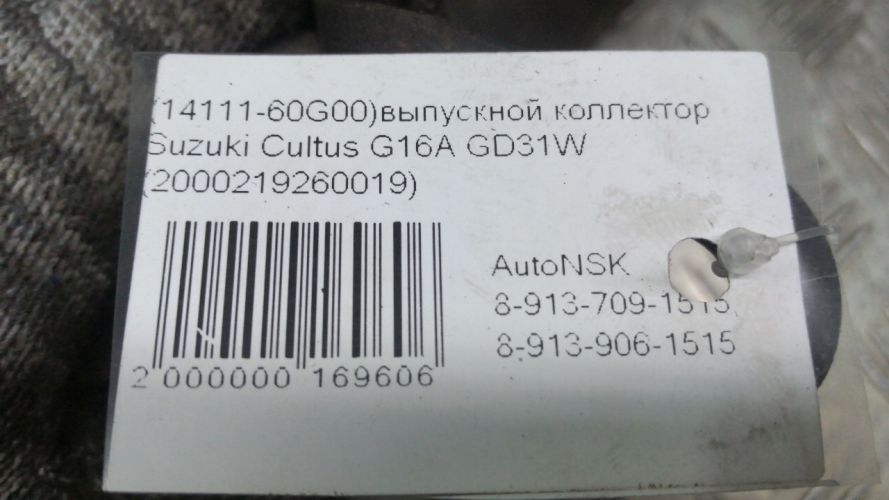 (14111-60G00)выпускной коллектор
Suzuki Cultus G16A GD31W
(2000219260019)
AutoNSK
8-913-709-1515,
8-913-906-1515
2 000000 169606